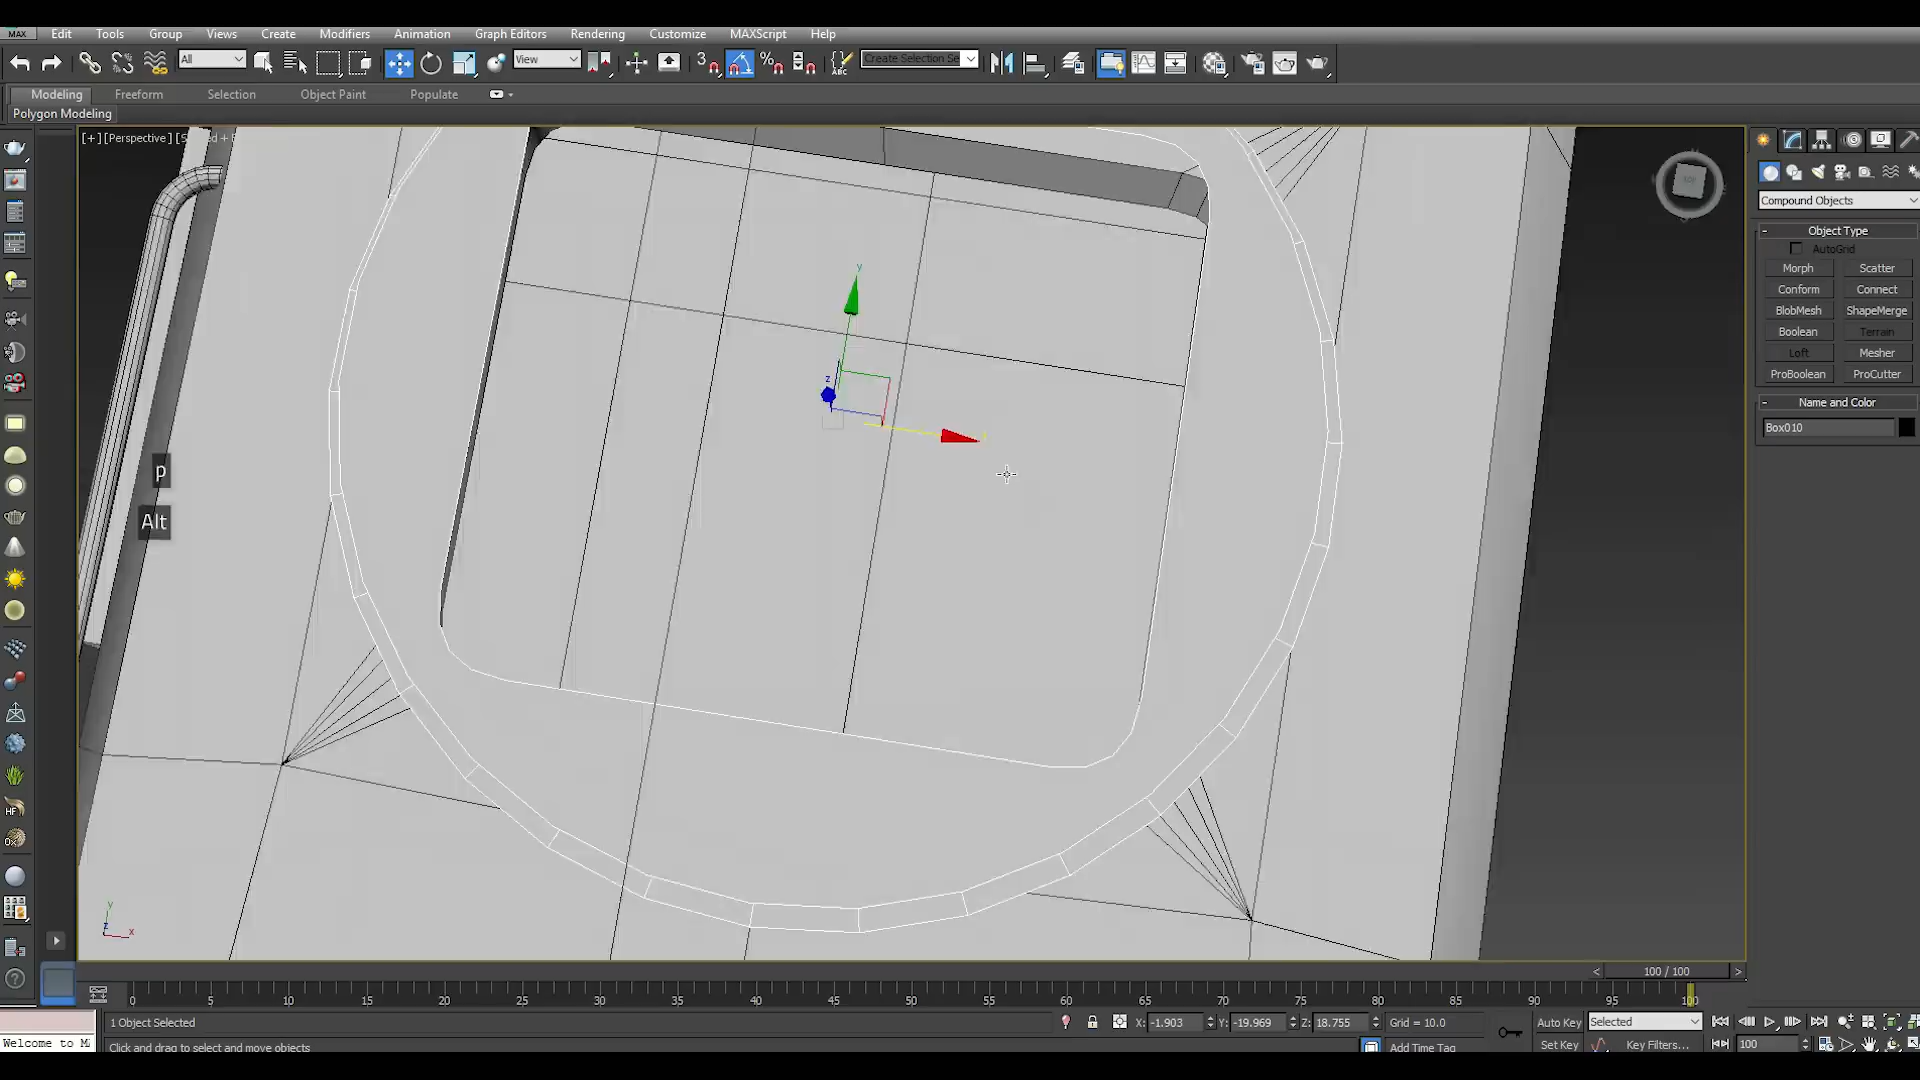 MAX Edit Tools Group Views Create Modifiers Animation Graph Editors Rendering Customize MAXScript Help
All View Create Selection Se
Modeling Freeform Selection Object Paint Populate
Polygon Modeling
[+][Perspective]
Compound Objects
- Object Type
AutoGrid
Morph Scatter
Conform Connect
BlobMesh ShapeMerge
Boolean Terrain
Loft Mesher
ProBoolean ProCutter
- Name and Color
Box010
y
z
p
Alt
y
z
x
< 100 / 100 >
0 5 10 15 20 25 30 35 40 45 50 55 60 65 70 75 80 85 90 95 100
1 Object Selected X: -1.903 Y: -19.969 Z: 18.755 Grid = 10.0 Auto Key Selected
Welcome to Click and drag to select and move objects Add Time Tag Set Key Key Filters... 100